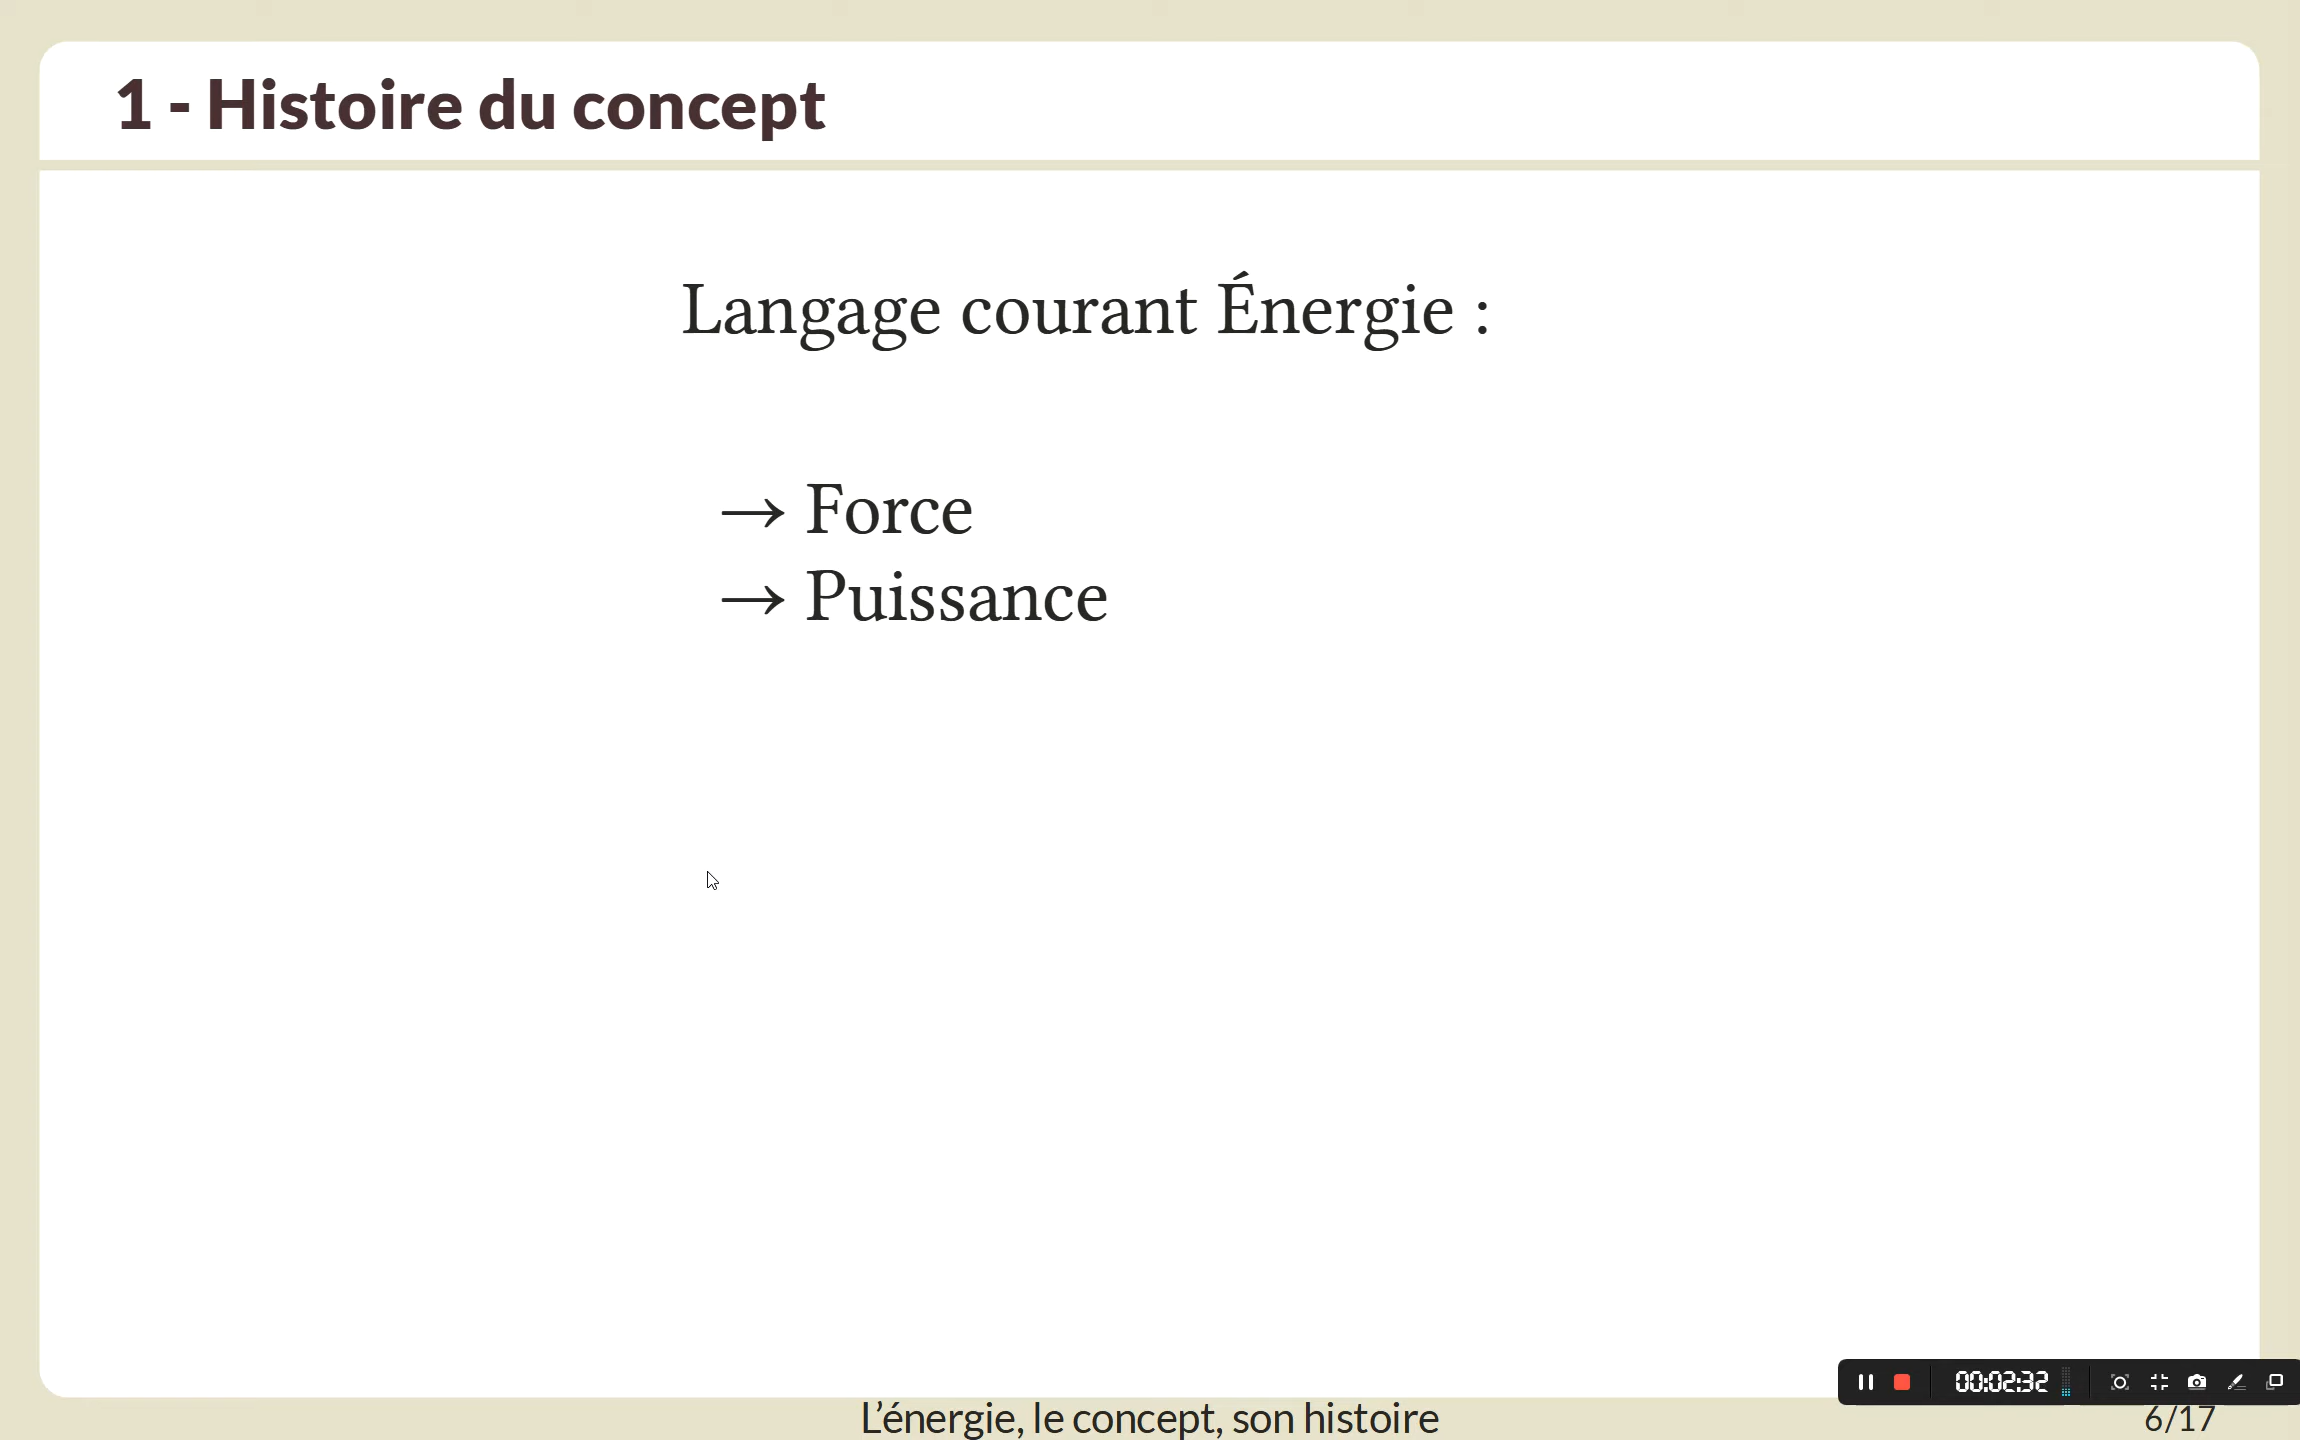 1 - Histoire du concept
Langage courant Énergie :
→ Force
→ Puissance
00:02:32
L’énergie, le concept, son histoire
6/17